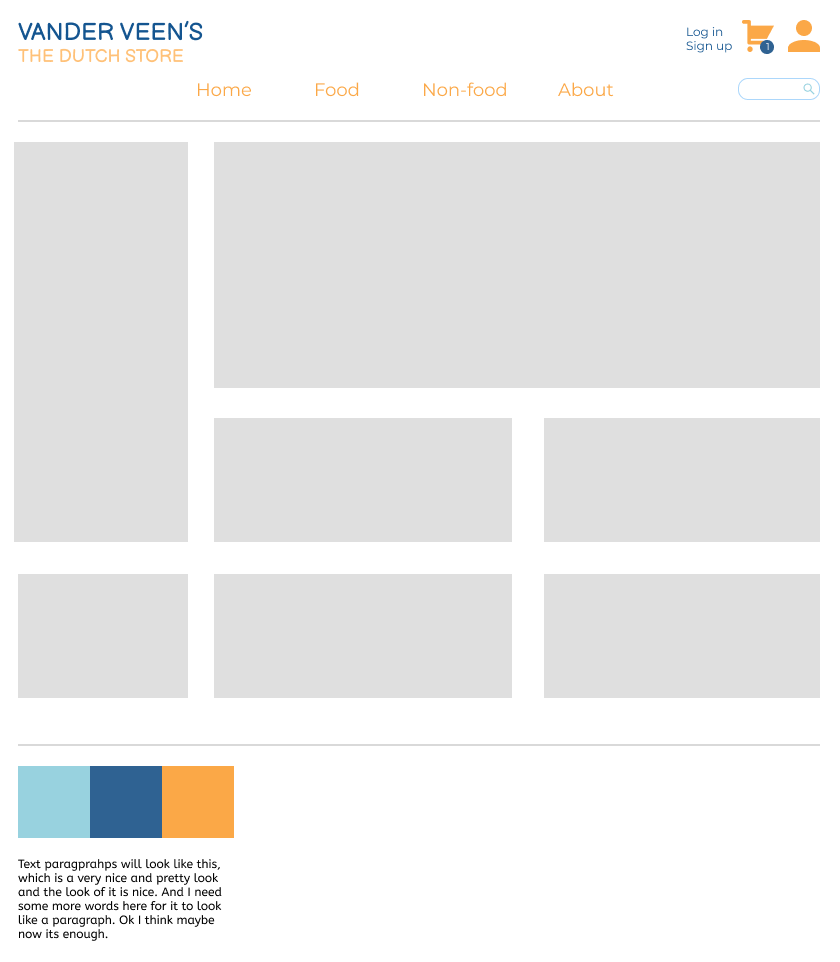 VANDER VEEN'S
THE DUTCH STORE
Log in
Sign up
1
Home Food Non-food About
Text paragprahps will look like this,
which is a very nice and pretty look
and the look of it is nice. And I need
some more words here for it to look
like a paragraph. Ok I think maybe
now its enough.